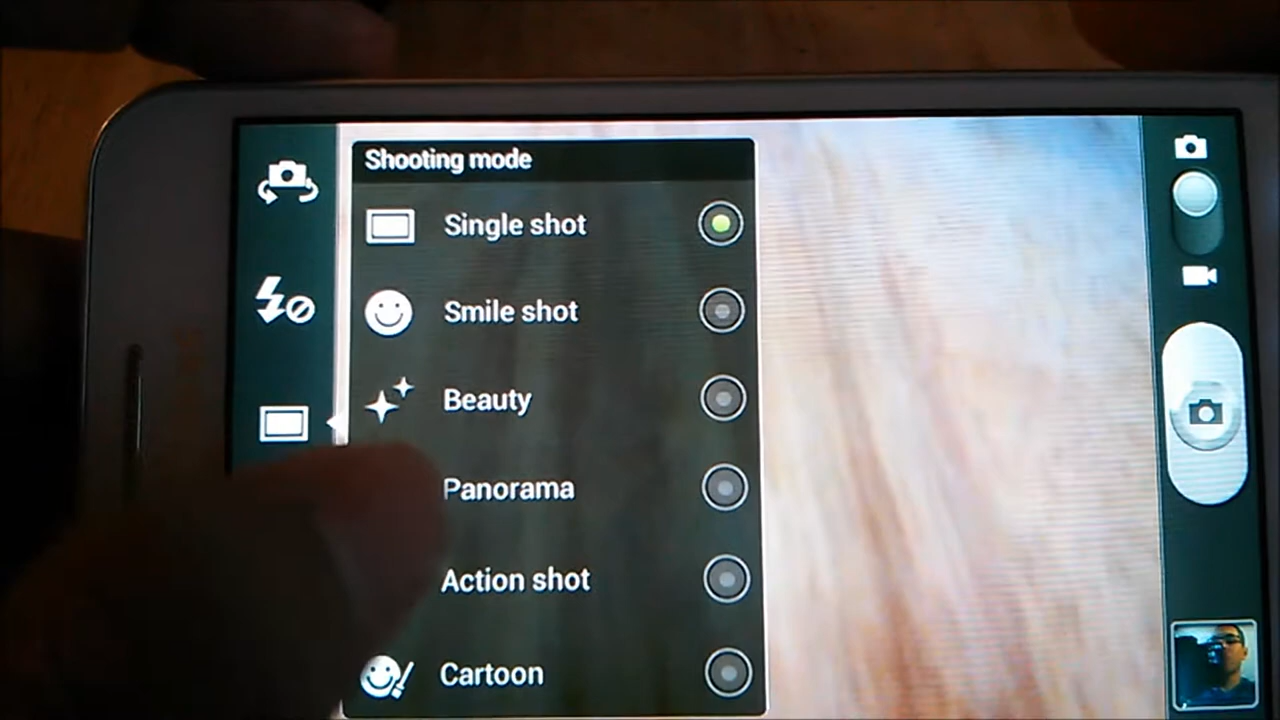 Shooting mode
Single shot
Smile shot
Beauty
Panorama
Action shot
Cartoon